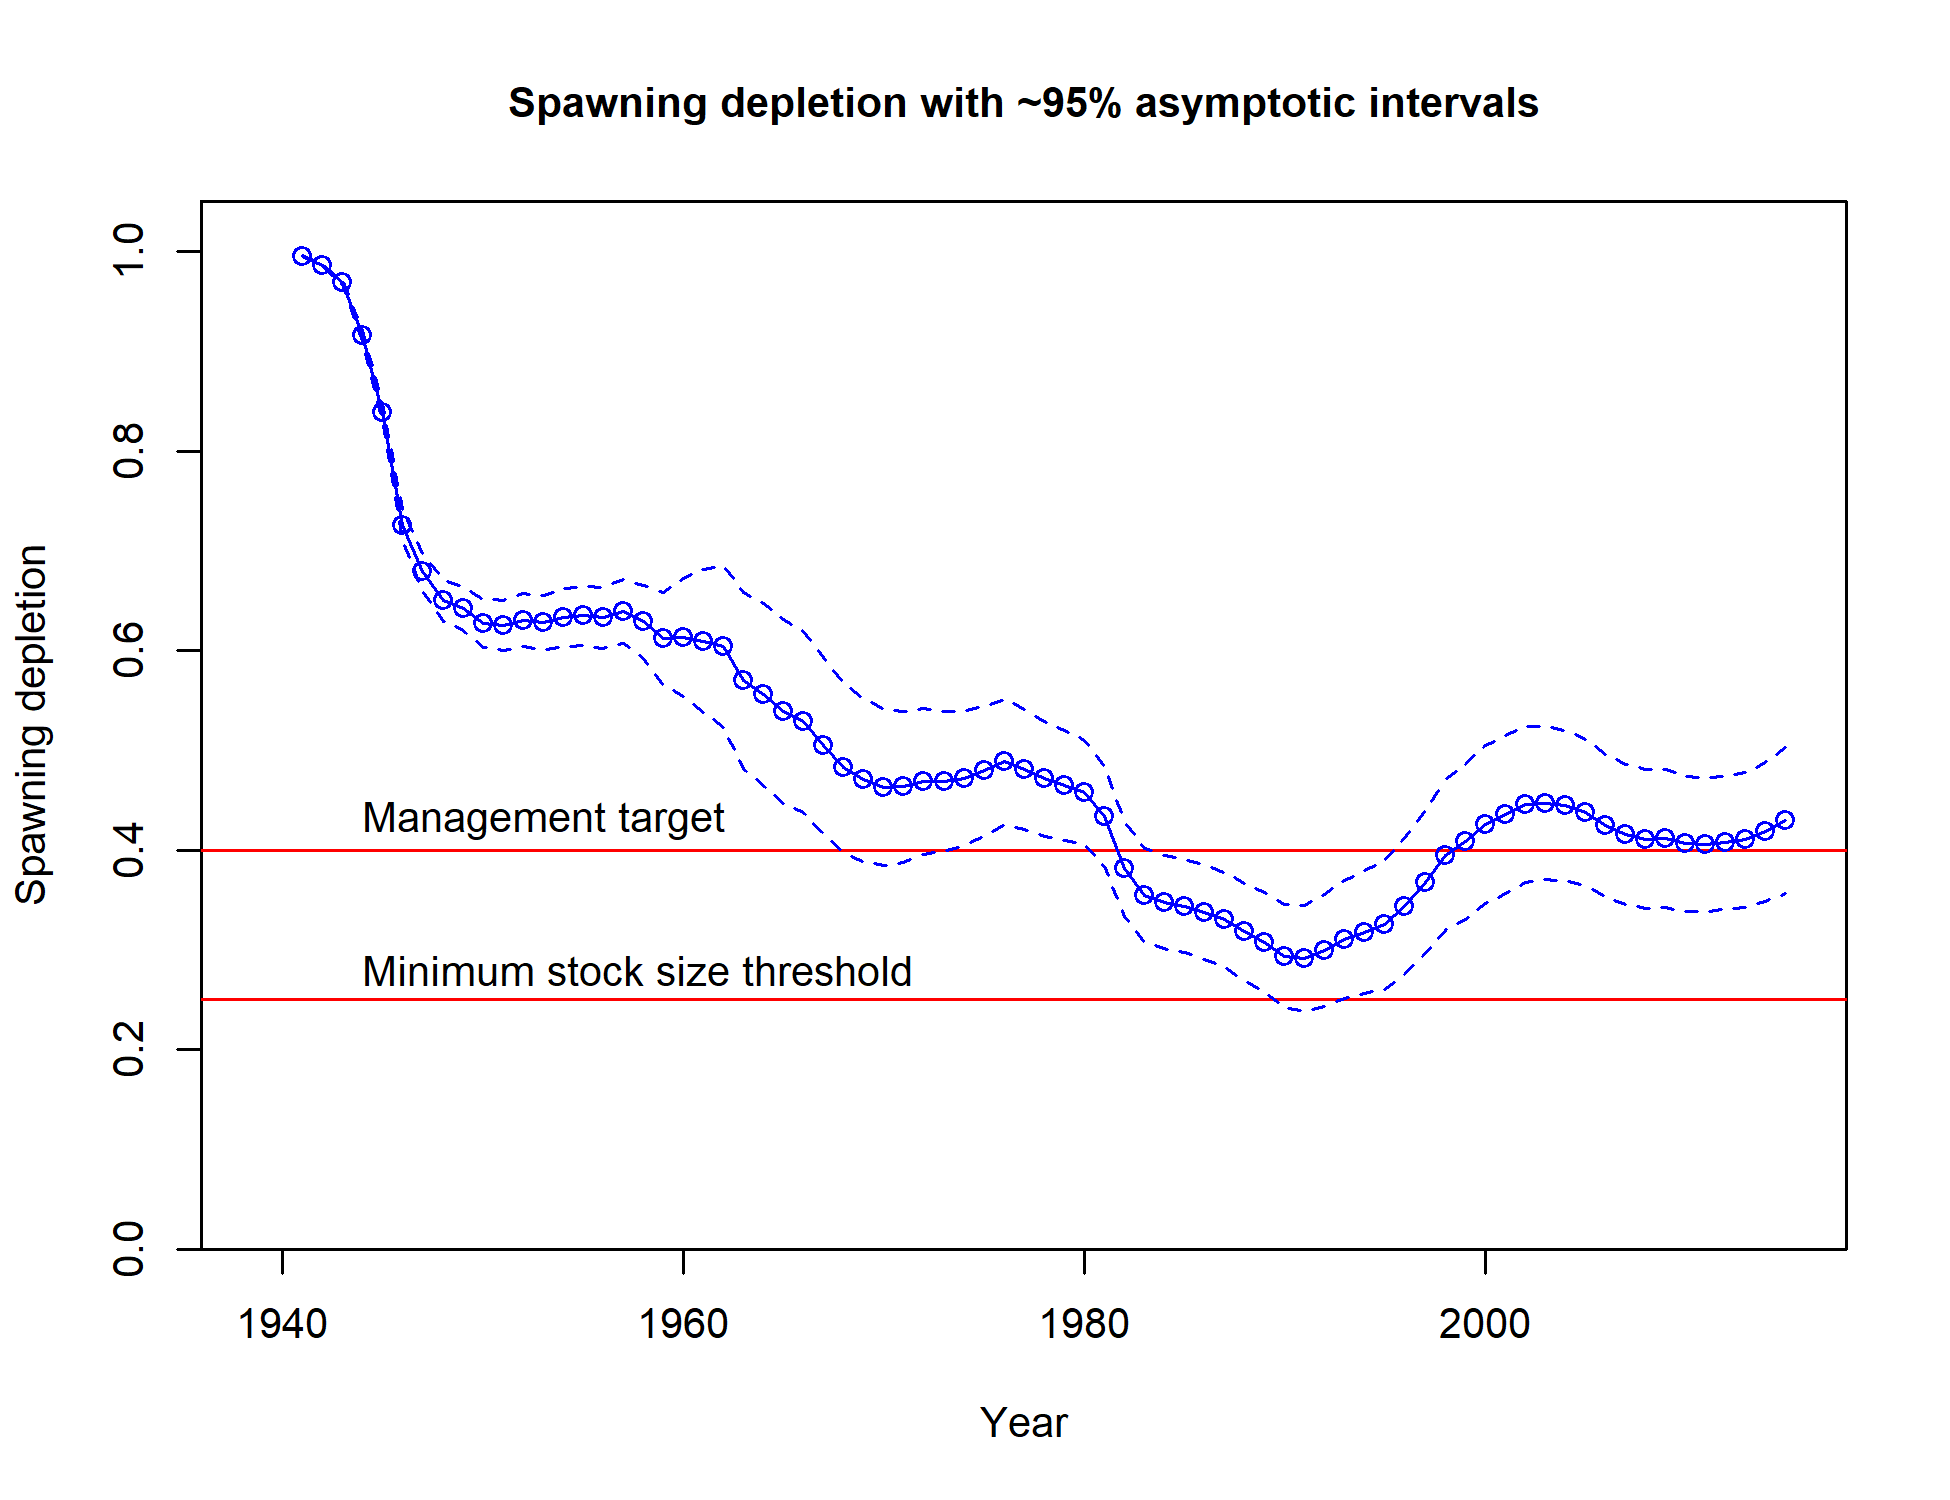 Spawning depletion with ~95% asymptotic intervals
Spawning depletion
1.0
0.8
0.6
0.4
0.2
0.0
Management target
Minimum stock size threshold
1940 1960 1980 2000
Year